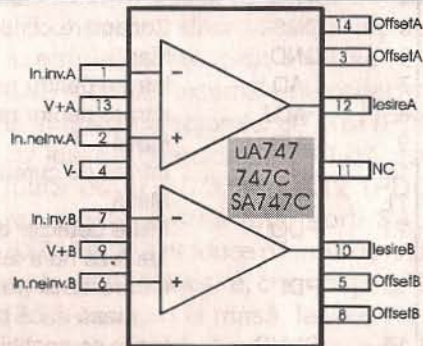 In.inv.A 1
V+A 13
In.neinv.A 2
V- 4
In.inv.B 7
V+B 9
In.neinv.B 6
−
+
−
+
uA747
747C
SA747C
14 OffsetA
3 OffsetA
12 IesireA
11 NC
10 IesireB
5 OffsetB
8 OffsetB